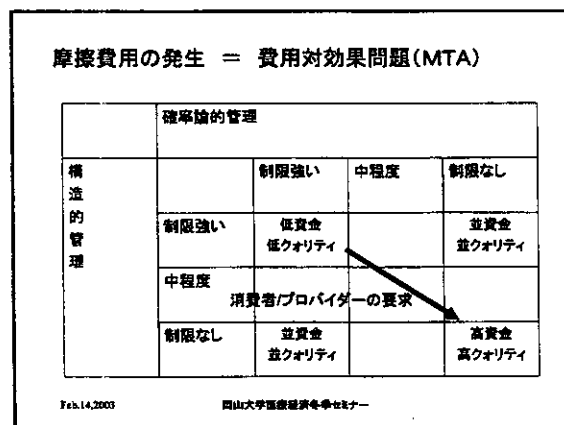 摩擦費用の発生 ＝ 費用対効果問題(MTA)
確率論的管理
構造的管理
制限強い 中程度 制限なし
制限強い 低資金 並資金
低クォリティ 並クォリティ
中程度
消費者/プロバイダーの要求
制限なし 並資金 高資金
並クォリティ 高クォリティ
Feb.14,2003 岡山大学医療経済冬季セミナー